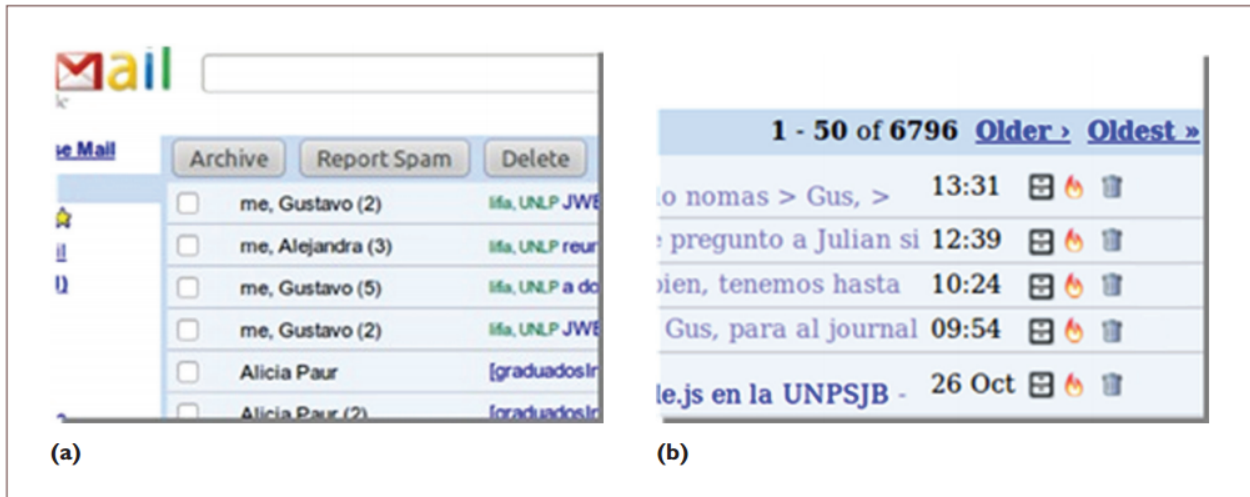 Mail
se Mail
Archive Report Spam Delete
me, Gustavo (2) lifia, UNLP JWE
me, Alejandra (3) lifia, UNLP reun
me, Gustavo (5) lifia, UNLP a do
me, Gustavo (2) lifia, UNLP JWE
Alicia Paur [graduadosIn
Alicia Paur (2) [graduadosIn
(a)
1 - 50 of 6796 Older › Oldest »
o nomas > Gus, > 13:31
e pregunto a Julian si 12:39
bien, tenemos hasta 10:24
Gus, para al journal 09:54
de.js en la UNPSJB - 26 Oct
(b)